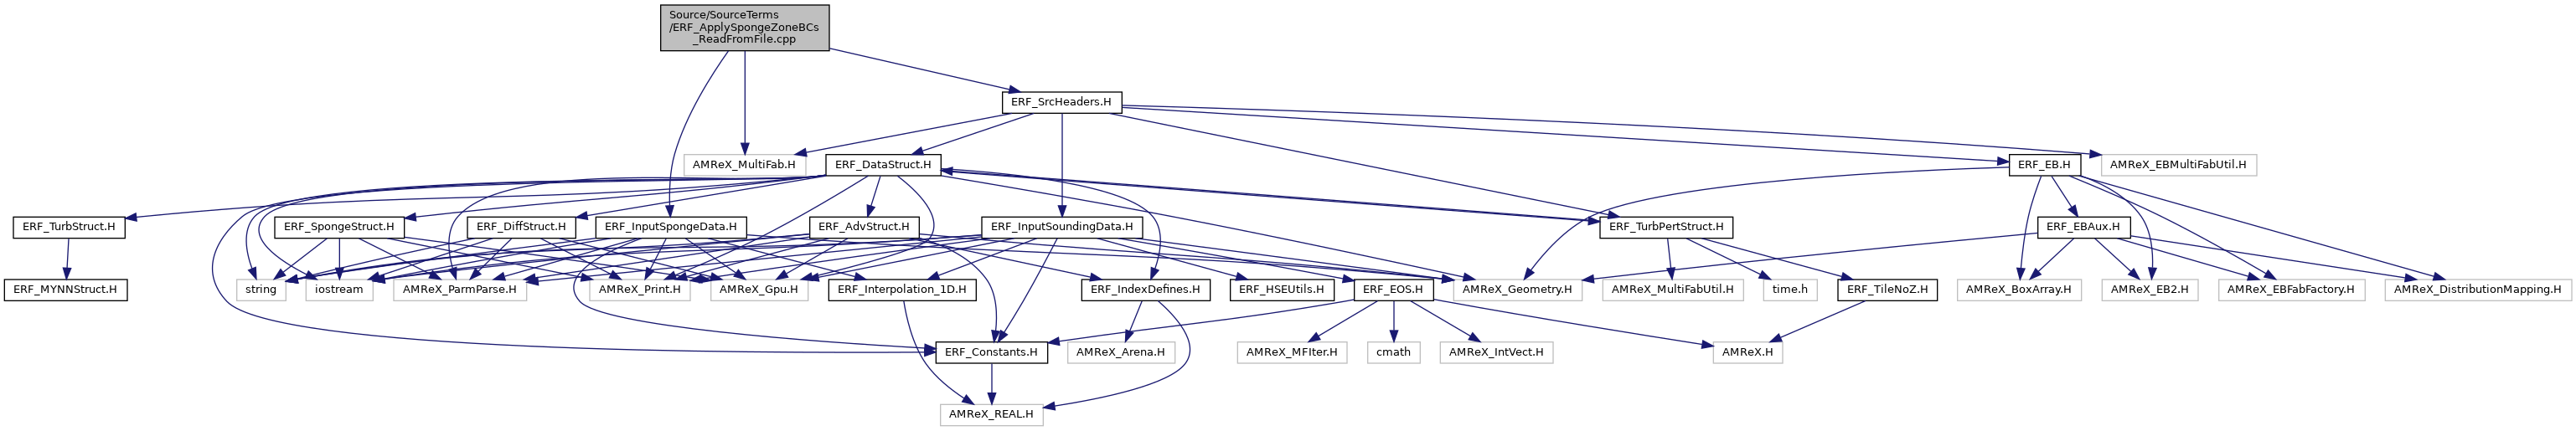 Source/SourceTerms
/ERF_ApplySpongeZoneBCs
_ReadFromFile.cpp
ERF_SrcHeaders.H
AMReX_MultiFab.H
ERF_DataStruct.H
ERF_EB.H
AMReX_EBMultiFabUtil.H
ERF_TurbStruct.H
ERF_SpongeStruct.H
ERF_DiffStruct.H
ERF_InputSpongeData.H
ERF_AdvStruct.H
ERF_InputSoundingData.H
ERF_TurbPertStruct.H
ERF_EBAux.H
ERF_MYNNStruct.H
string
iostream
AMReX_ParmParse.H
AMReX_Print.H
AMReX_Gpu.H
ERF_Interpolation_1D.H
ERF_IndexDefines.H
ERF_HSEUtils.H
ERF_EOS.H
AMReX_Geometry.H
AMReX_MultiFabUtil.H
time.h
ERF_TileNoZ.H
AMReX_BoxArray.H
AMReX_EB2.H
AMReX_EBFabFactory.H
AMReX_DistributionMapping.H
ERF_Constants.H
AMReX_Arena.H
AMReX_MFIter.H
cmath
AMReX_IntVect.H
AMReX.H
AMReX_REAL.H